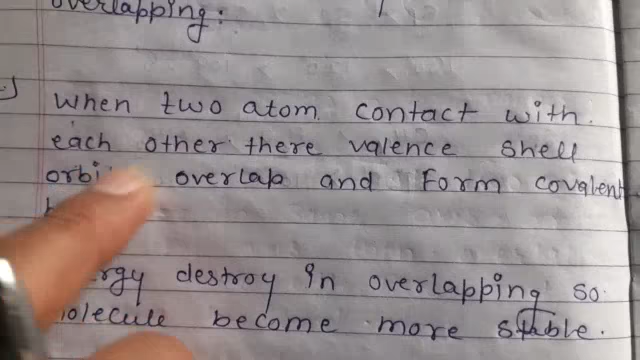 overlapping:
when two atom contact with.
each other there valence shell
overlap and Form covalent
destroy in overlapping so.
become more stable.